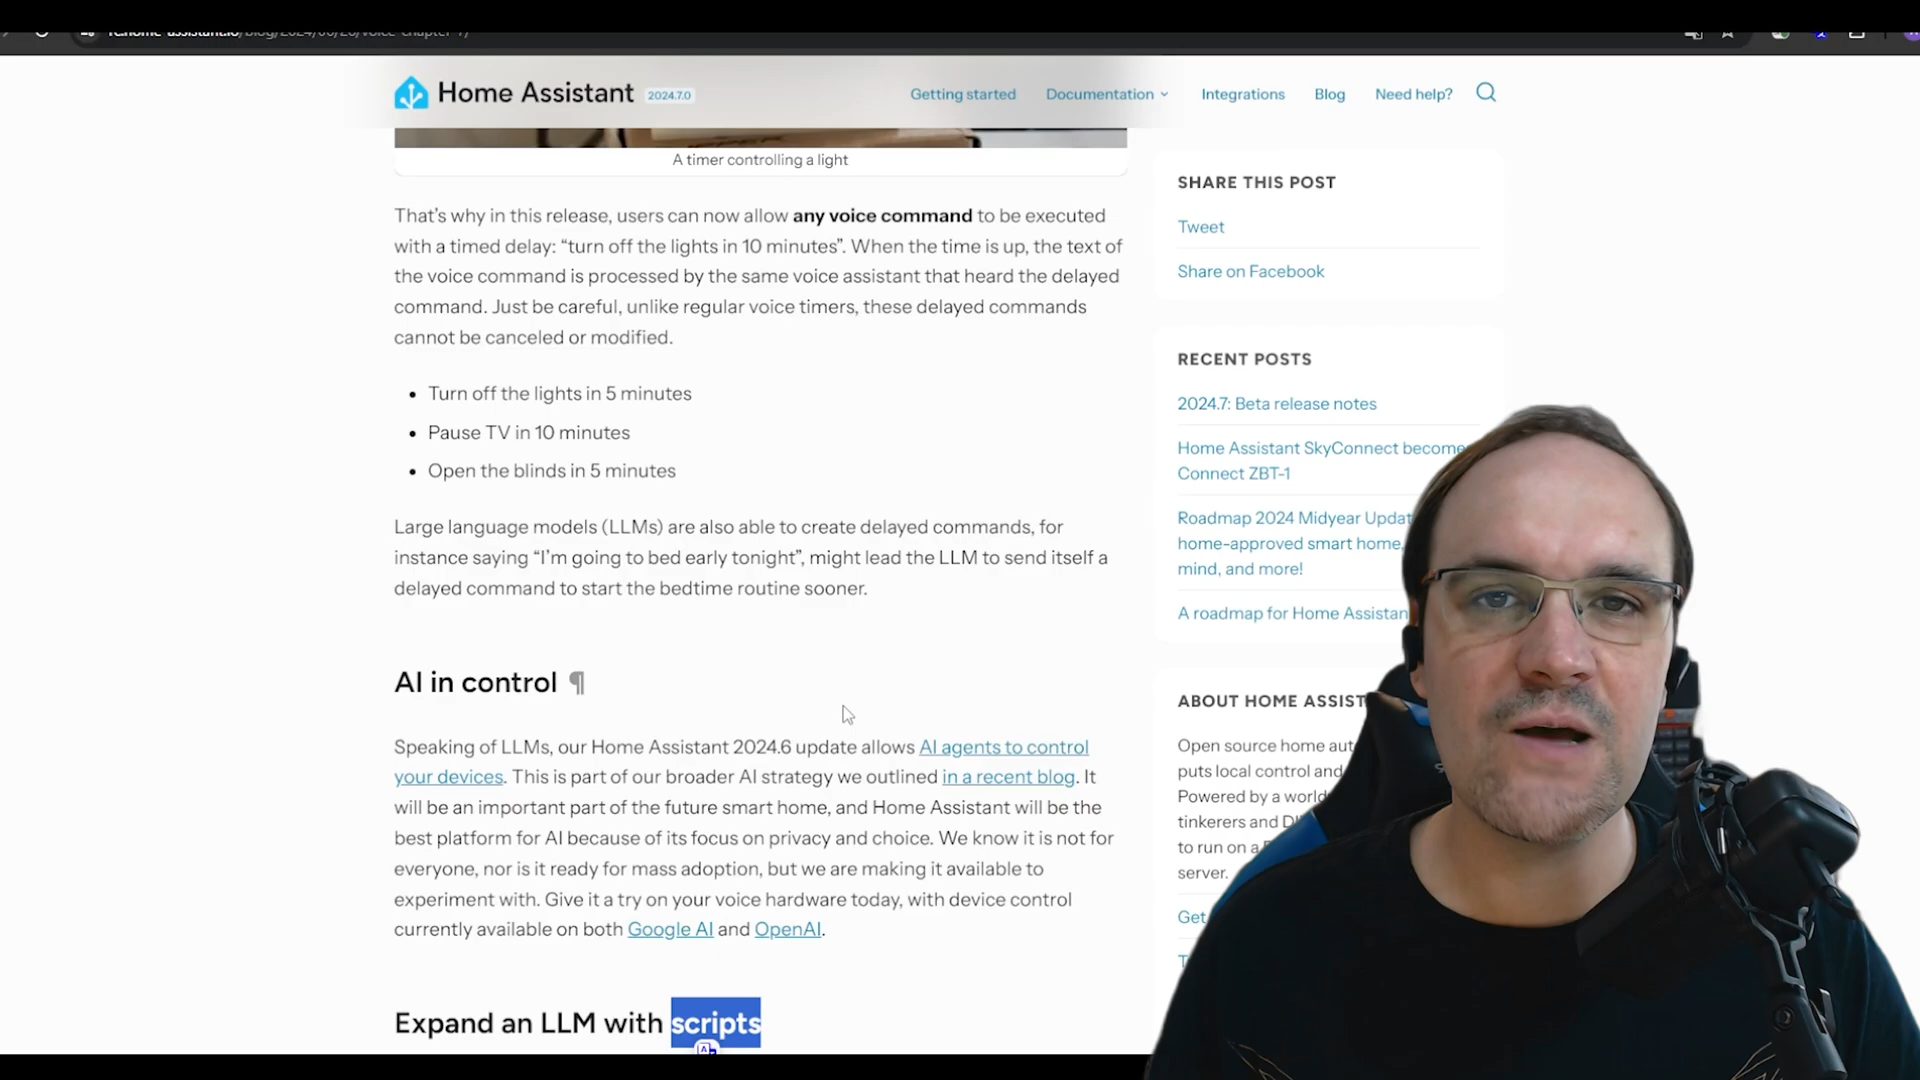 Home Assistant 2024.7.0
Getting started Documentation Integrations Blog Need help?
A timer controlling a light
That's why in this release, users can now allow any voice command to be executed
with a timed delay: “turn off the lights in 10 minutes”. When the time is up, the text of
the voice command is processed by the same voice assistant that heard the delayed
command. Just be careful, unlike regular voice timers, these delayed commands
cannot be canceled or modified.
• Turn off the lights in 5 minutes
• Pause TV in 10 minutes
• Open the blinds in 5 minutes
Large language models (LLMs) are also able to create delayed commands, for
instance saying “I'm going to bed early tonight”, might lead the LLM to send itself a
delayed command to start the bedtime routine sooner.
AI in control ¶
Speaking of LLMs, our Home Assistant 2024.6 update allows AI agents to control
your devices. This is part of our broader AI strategy we outlined in a recent blog. It
will be an important part of the future smart home, and Home Assistant will be the
best platform for AI because of its focus on privacy and choice. We know it is not for
everyone, nor is it ready for mass adoption, but we are making it available to
experiment with. Give it a try on your voice hardware today, with device control
currently available on both Google AI and OpenAI.
Expand an LLM with scripts
SHARE THIS POST
Tweet
Share on Facebook
RECENT POSTS
2024.7: Beta release notes
Home Assistant SkyConnect become
Connect ZBT-1
Roadmap 2024 Midyear Updat
home-approved smart home,
mind, and more!
A roadmap for Home Assistan
ABOUT HOME ASSIST
Open source home aut
puts local control and
Powered by a world
tinkerers and DI
to run on a
server.
Get